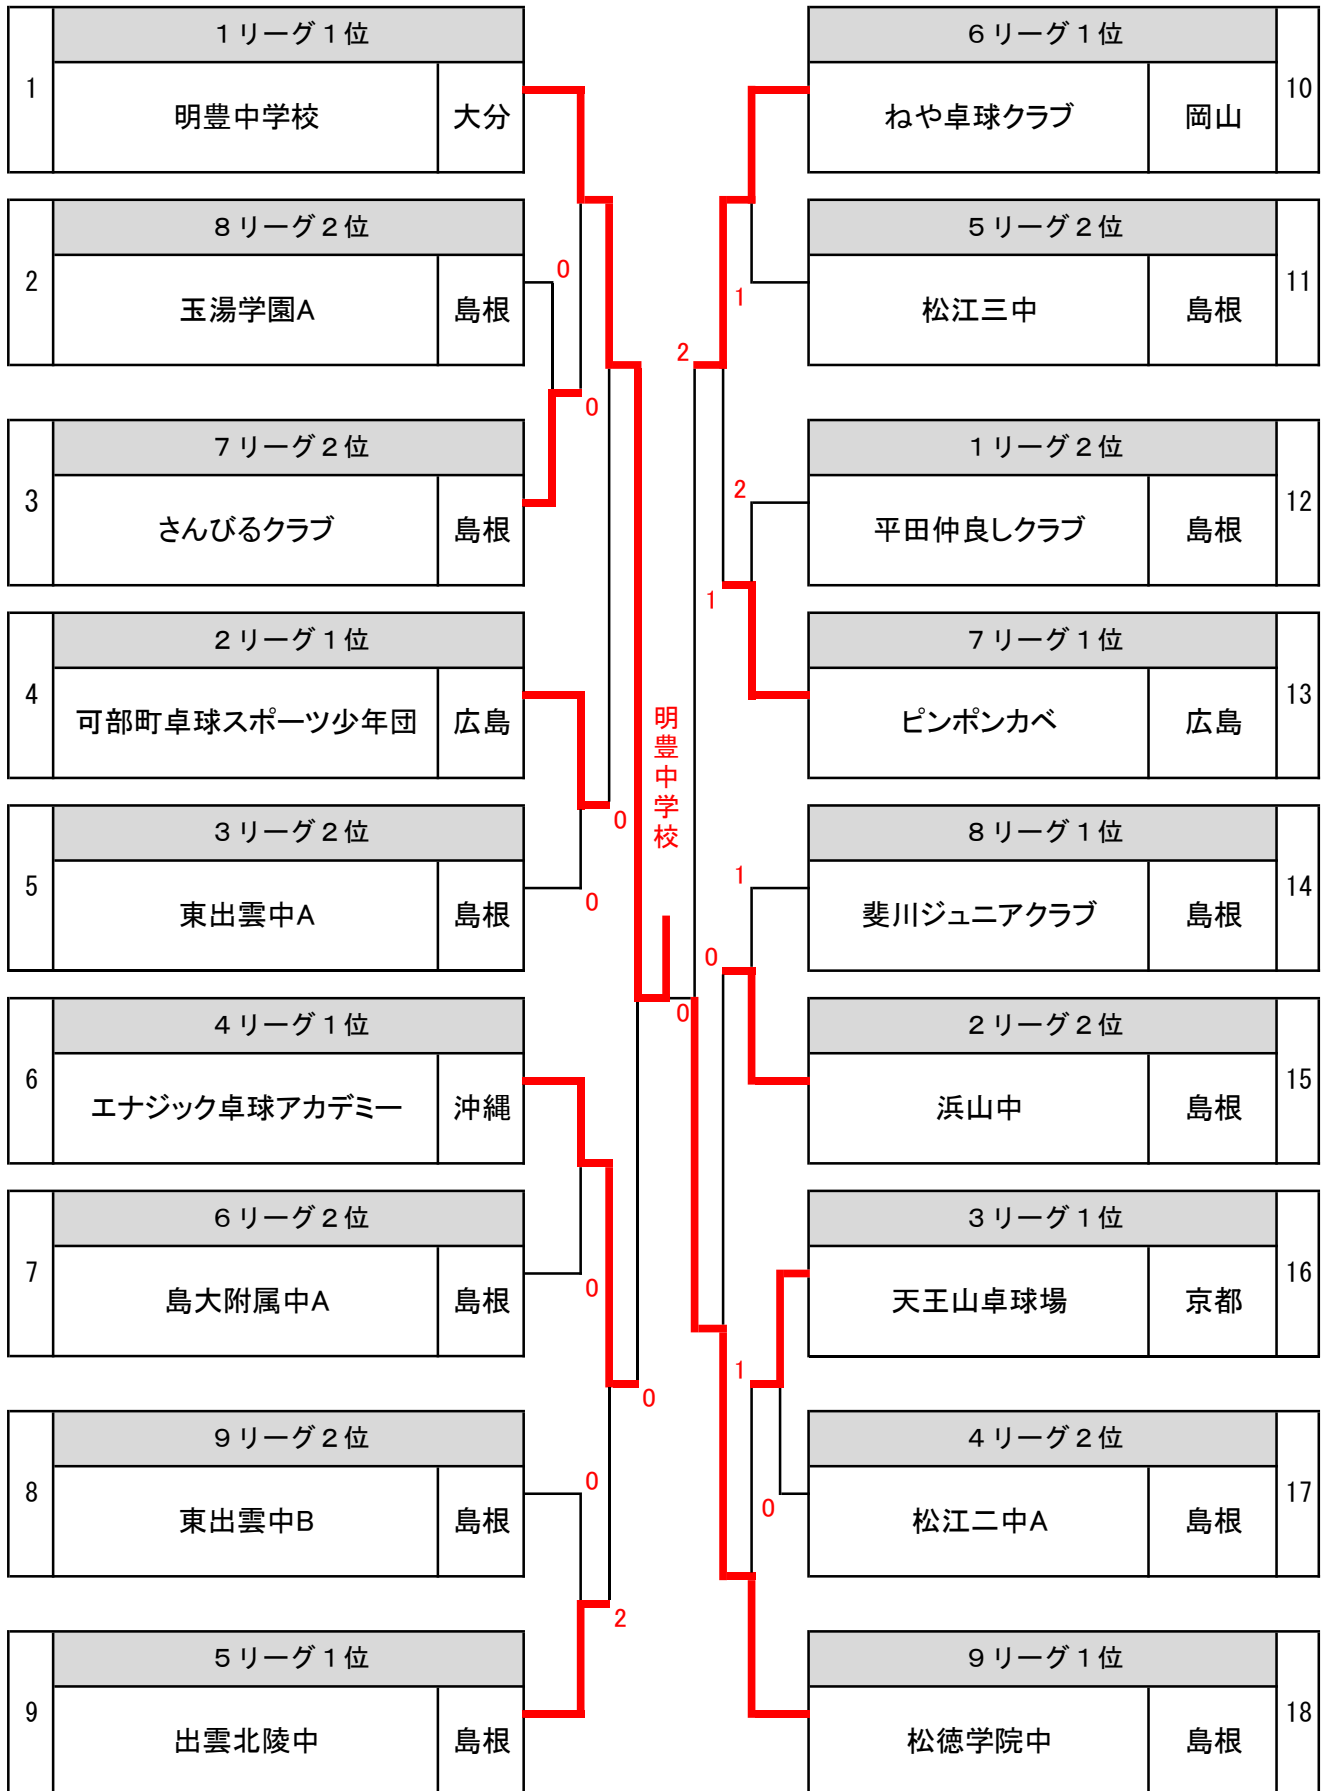 １リーグ１位
1
明豊中学校 大分
８リーグ２位
2
玉湯学園A 島根
0
0
７リーグ２位
3
さんびるクラブ 島根
２リーグ１位
4
可部町卓球スポーツ少年団 広島
0
３リーグ２位
5
東出雲中A 島根
0
４リーグ１位
6
エナジック卓球アカデミー 沖縄
６リーグ２位
7
島大附属中A 島根
0
0
９リーグ２位
8
東出雲中B 島根
0
2
５リーグ１位
9
出雲北陵中 島根
明豊中学校
0
６リーグ１位
10
ねや卓球クラブ 岡山
５リーグ２位
11
松江三中 島根
1
2
１リーグ２位
12
平田仲良しクラブ 島根
2
1
７リーグ１位
13
ピンポンカベ 広島
８リーグ１位
14
斐川ジュニアクラブ 島根
1
0
２リーグ２位
15
浜山中 島根
３リーグ１位
16
天王山卓球場 京都
1
４リーグ２位
17
松江二中A 島根
0
９リーグ１位
18
松徳学院中 島根